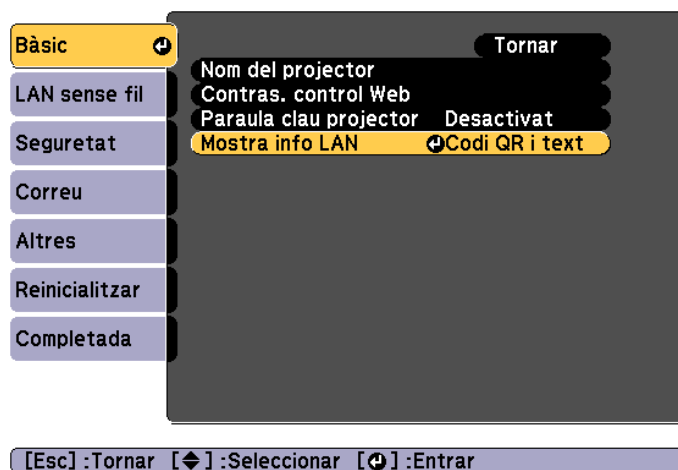 Bàsic
Tornar
Nom del projector
LAN sense fil
Contras. control Web
Paraula clau projector Desactivat
Seguretat
Mostra info LAN Codi QR i text
Correu
Altres
Reinicialitzar
Completada
[Esc] :Tornar [◆] :Seleccionar [↵] :Entrar